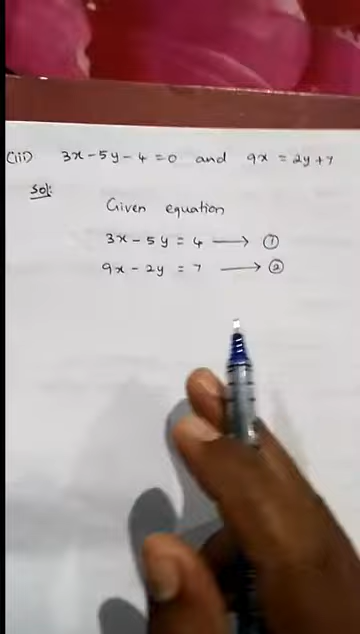 (iii) 3x - 5y - 4 = 0 and 9x = 2y + 7
Sol:
Given equation
3x - 5y = 4 → ①
9x - 2y = 7 → ②